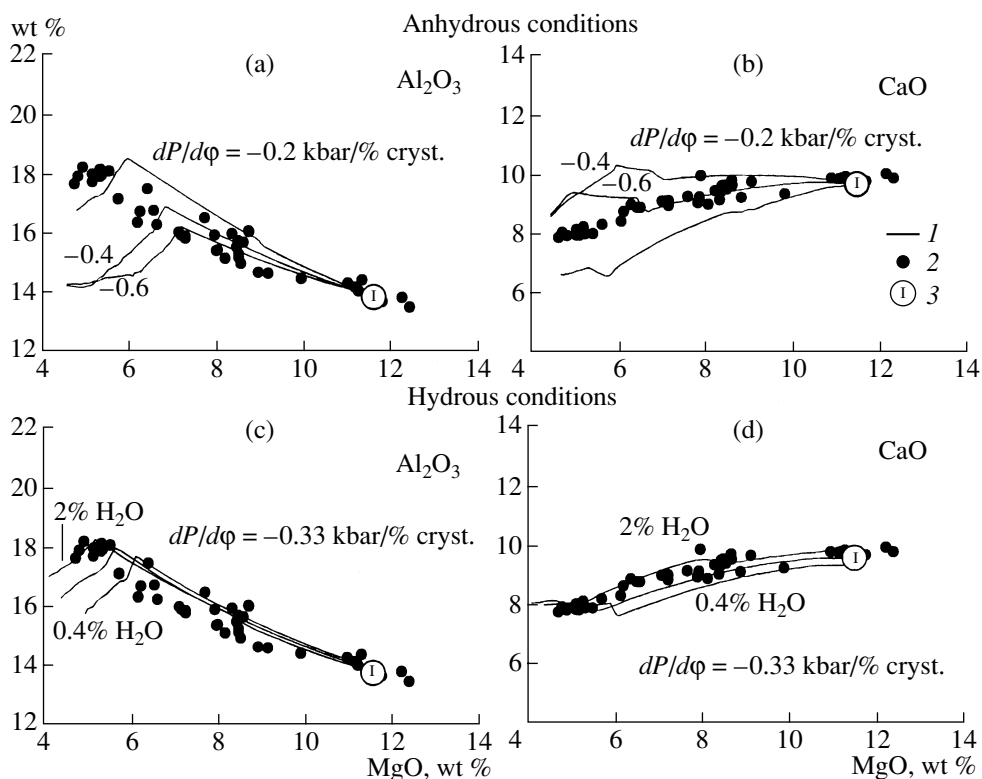 wt %
Anhydrous conditions
(a)
Al2O3
dP/dφ = –0.2 kbar/% cryst.
–0.4
–0.6
22
20
18
16
14
12
4 6 8 10 12 14
(b)
CaO
dP/dφ = –0.2 kbar/% cryst.
–0.4
–0.6
1
2
I 3
I
I
14
12
10
8
6
4 6 8 10 12 14
Hydrous conditions
(c)
Al2O3
2% H2O
dP/dφ = –0.33 kbar/% cryst.
0.4% H2O
I
22
20
18
16
14
12
4 6 8 10 12 14
MgO, wt %
(d)
CaO
2% H2O
0.4% H2O
dP/dφ = –0.33 kbar/% cryst.
I
14
12
10
8
6
4 6 8 10 12 14
MgO, wt %